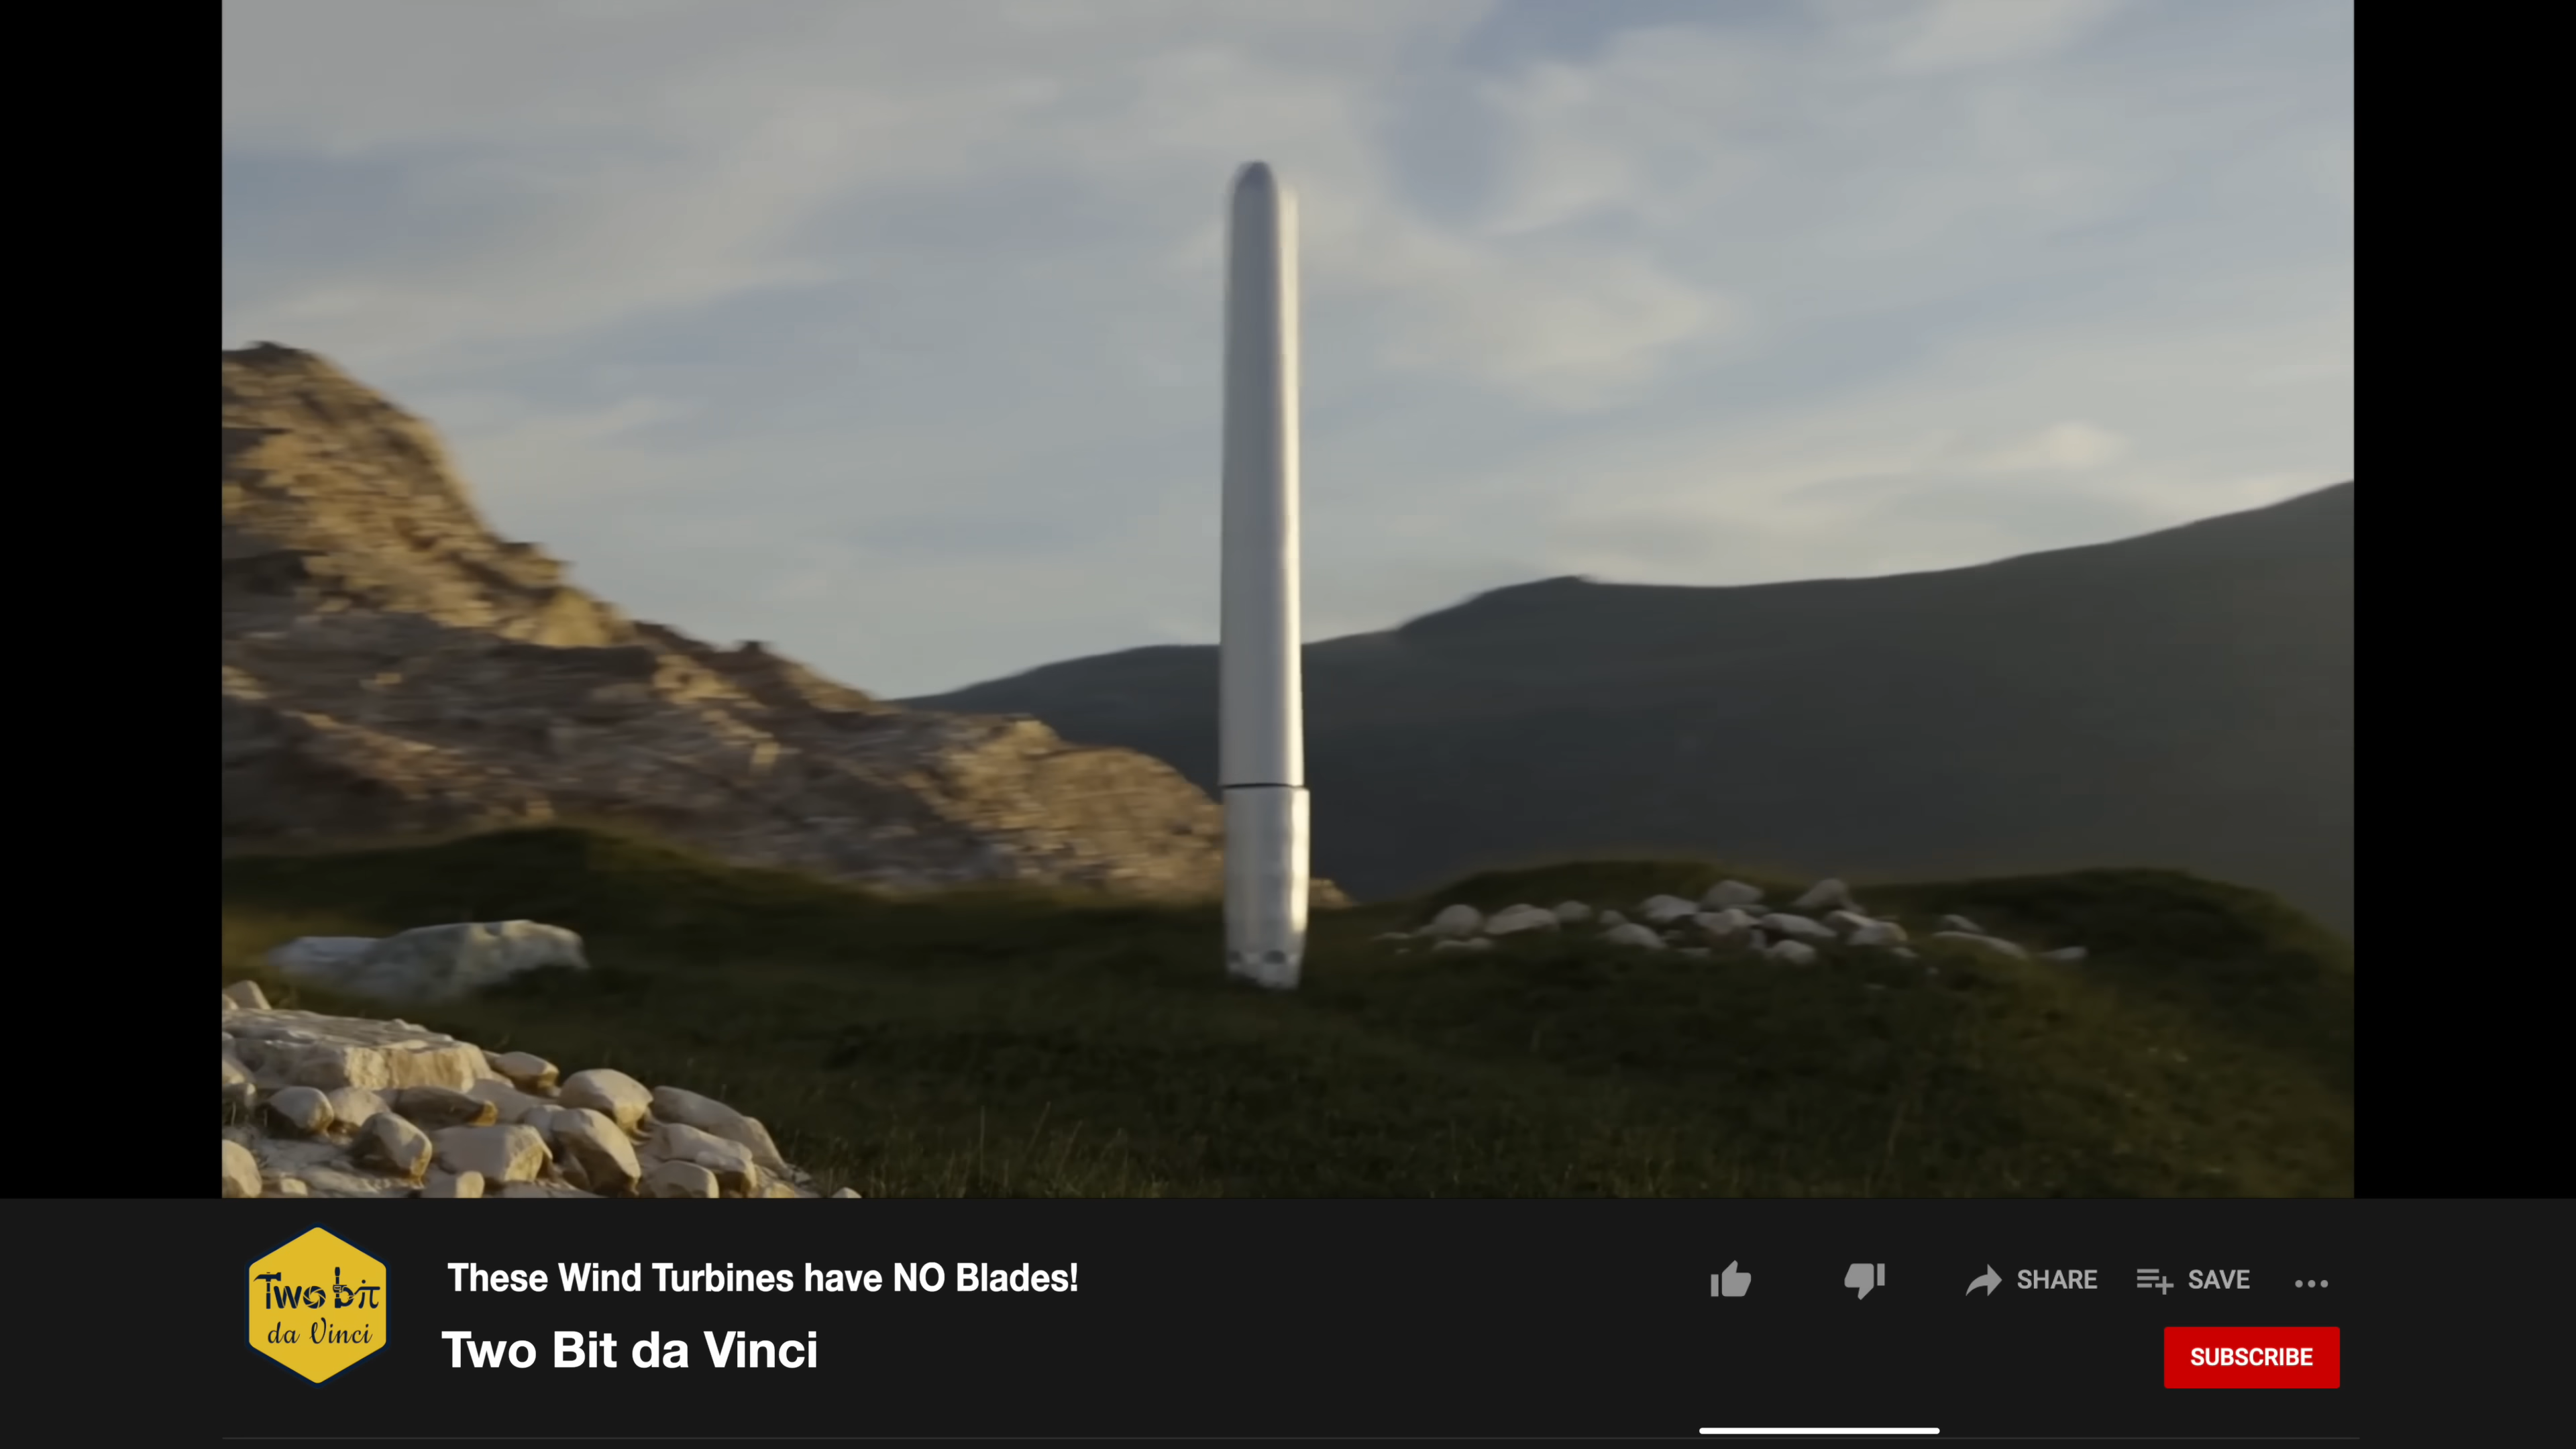 Two bit
da Vinci
These Wind Turbines have NO Blades!
Two Bit da Vinci
SHARE
SAVE
SUBSCRIBE